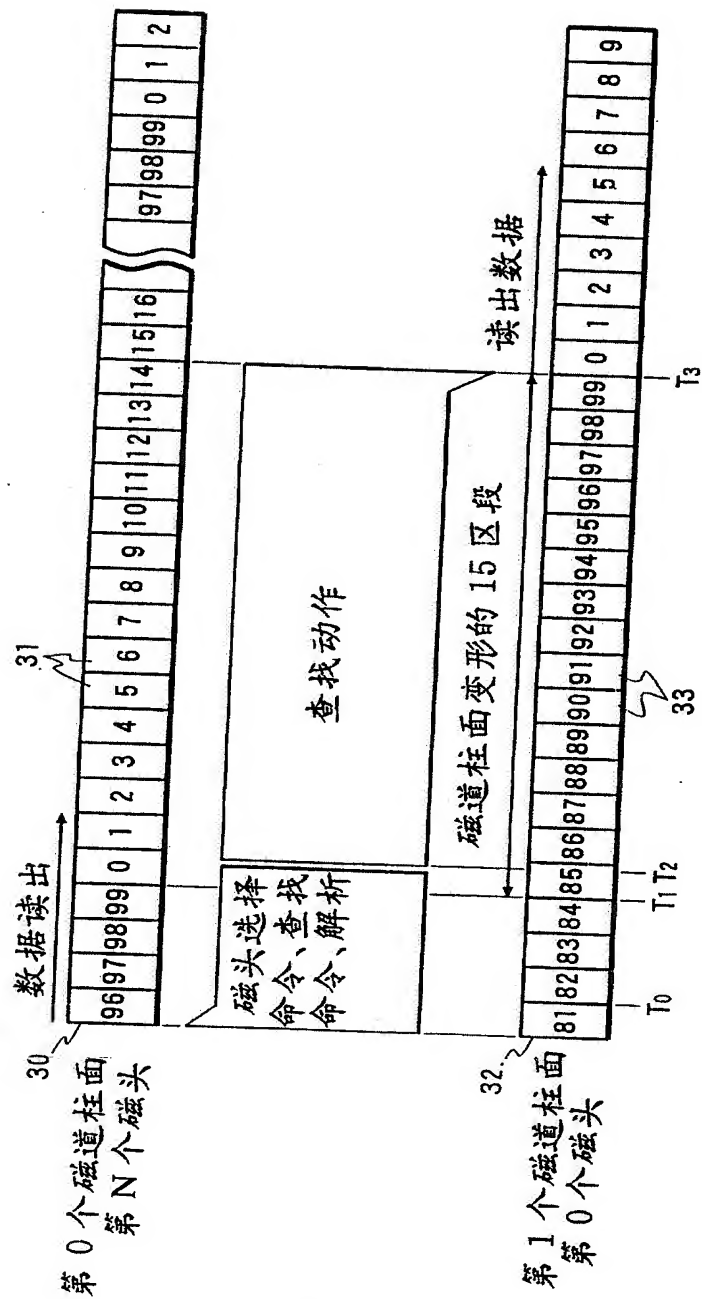 第 0 个磁道柱面
第 N 个磁头
30
数据读出
96 97 98 99 0 1 2 3 4 5 6 7 8 9 10 11 12 13 14 15 16 97 98 99 0 1 2
31
磁头选择
命令、查找
命令、解析
查找动作
磁道柱面变形的 15 区段
读出数据
第 1 个磁道柱面
第 0 个磁头
32
81 82 83 84 85 86 87 88 89 90 91 92 93 94 95 96 97 98 99 0 1 2 3 4 5 6 7 8 9
33
T0 T1 T2 T3